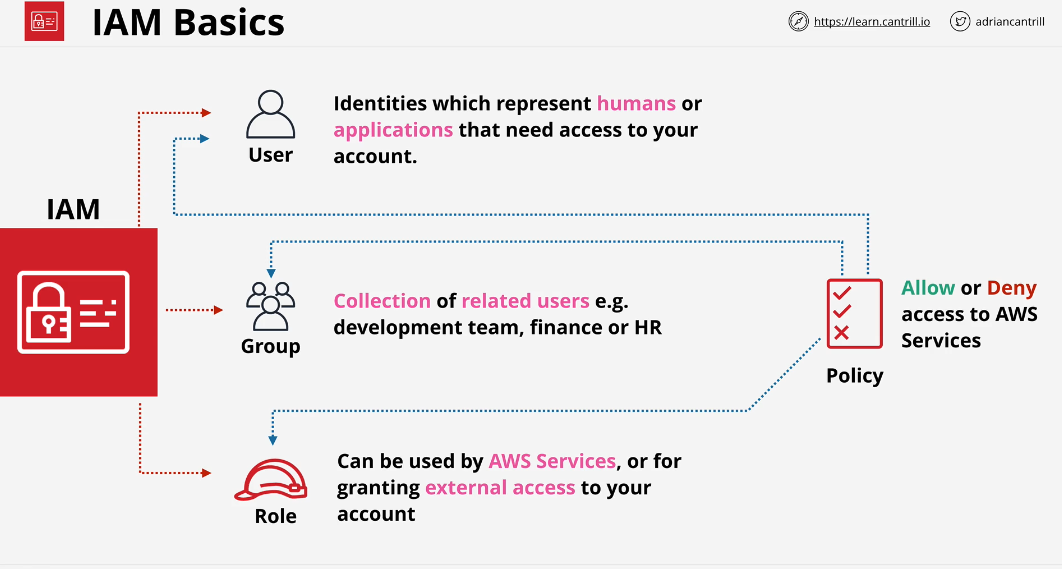 IAM Basics
https://learn.cantrill.io
adriancantrill
Identities which represent humans or
applications that need access to your
account.
User
IAM
Collection of related users e.g.
development team, finance or HR
Group
Allow or Deny
access to AWS
Services
Policy
Can be used by AWS Services, or for
granting external access to your
account
Role